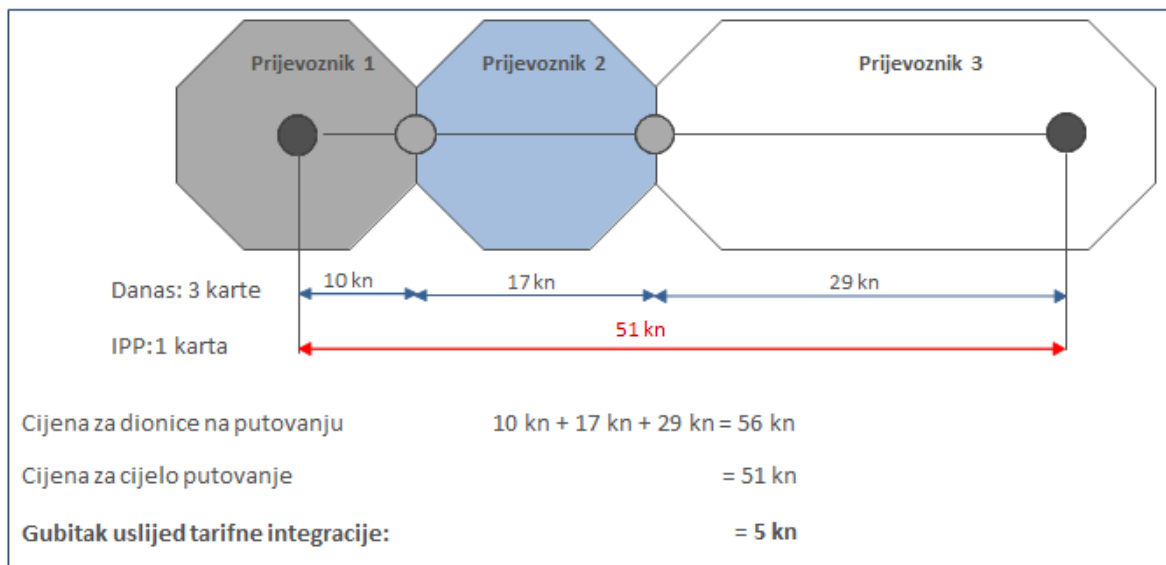 Prijevoznik 1 Prijevoznik 2 Prijevoznik 3
Danas: 3 karte 10 kn 17 kn 29 kn
IPP:1 karta 51 kn
Cijena za dionice na putovanju 10 kn + 17 kn + 29 kn = 56 kn
Cijena za cijelo putovanje = 51 kn
Gubitak uslijed tarifne integracije: = 5 kn